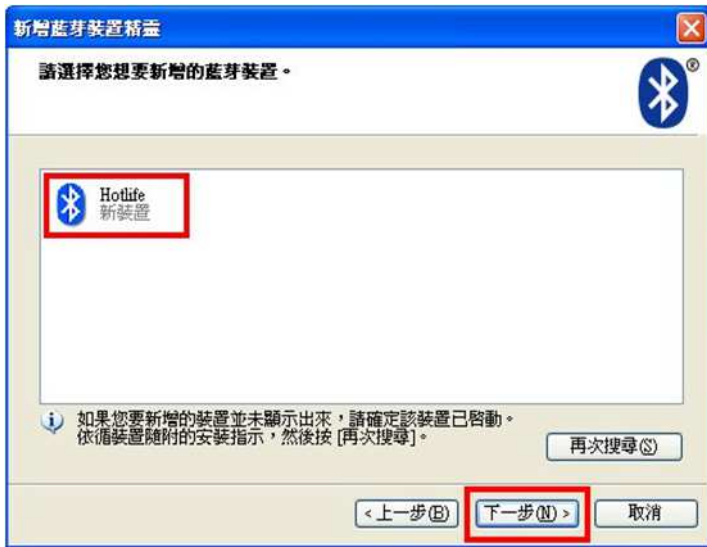 新增藍芽裝置精靈
請選擇您想要新增的藍芽裝置。
®
Hotlife
新裝置
如果您要新增的裝置並未顯示出來，請確定該裝置已啟動。
依循裝置隨附的安裝指示，然後按 [再次搜尋]。
再次搜尋(S)
<上一步(B)
下一步(N)>
取消